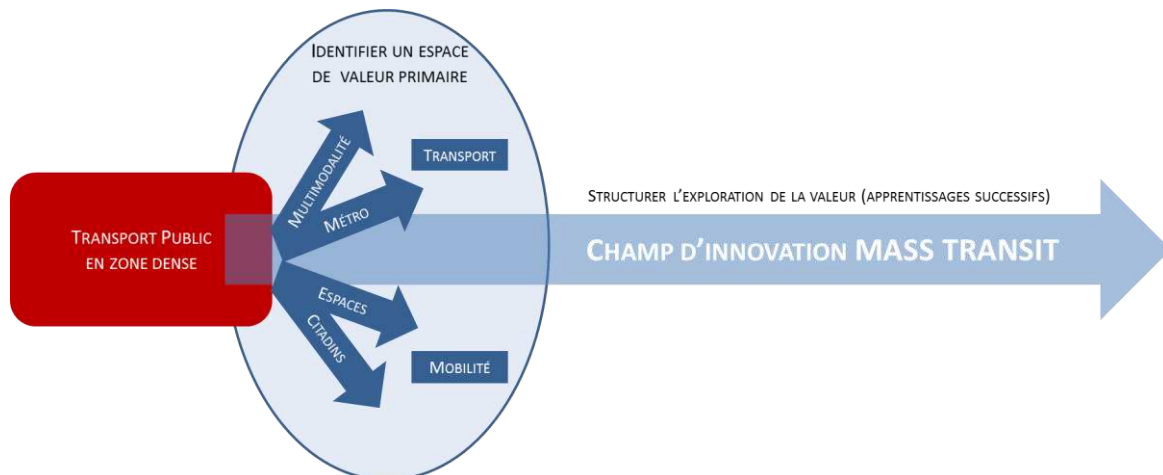 IDENTIFIER UN ESPACE
DE VALEUR PRIMAIRE
MULTIMODALITÉ
MÉTRO
TRANSPORT
TRANSPORT PUBLIC
EN ZONE DENSE
STRUCTURER L'EXPLORATION DE LA VALEUR (APPRENTISSAGES SUCCESSIFS)
CHAMP D'INNOVATION MASS TRANSIT
ESPACES
CITADINS
MOBILITÉ